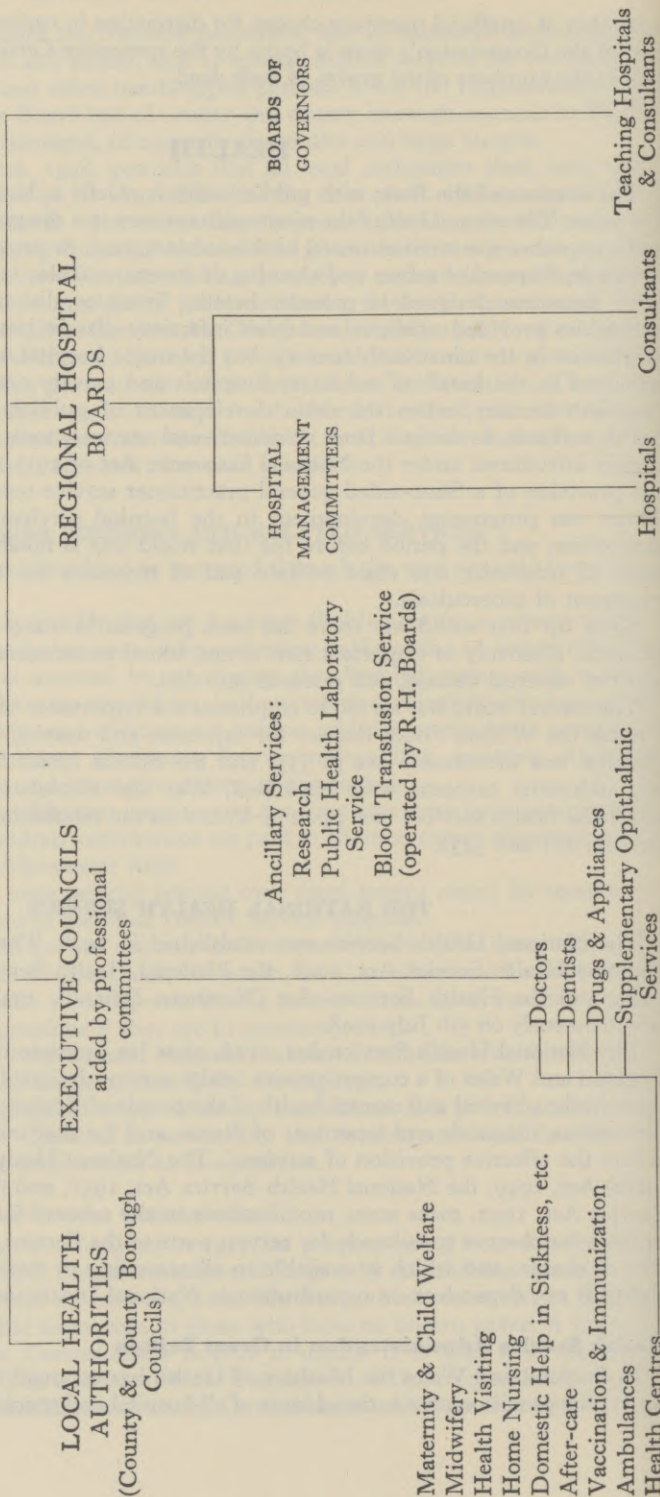 LOCAL HEALTH
AUTHORITIES
(County & County Borough
Councils)
Maternity & Child Welfare
Midwifery
Health Visiting
Home Nursing
Domestic Help in Sickness, etc.
After-care
Vaccination & Immunization
Ambulances
Health Centres
EXECUTIVE COUNCILS
aided by professional
committees
Doctors
Dentists
Drugs & Appliances
Supplementary Ophthalmic
Services
Ancillary Services:
Research
Public Health Laboratory
Service
Blood Transfusion Service
(operated by R.H. Boards)
REGIONAL HOSPITAL
BOARDS
HOSPITAL
MANAGEMENT
COMMITTEES
Hospitals
Consultants
BOARDS OF
GOVERNORS
Teaching Hospitals
& Consultants